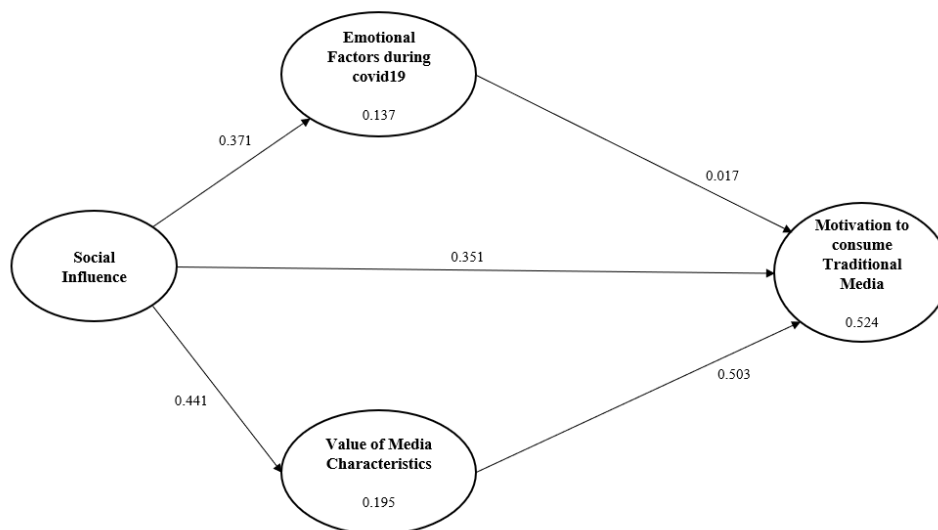 Emotional
Factors during
covid19
0.137
0.371
0.017
Social
Influence
0.351
Motivation to
consume
Traditional
Media
0.524
0.441
0.503
Value of Media
Characteristics
0.195